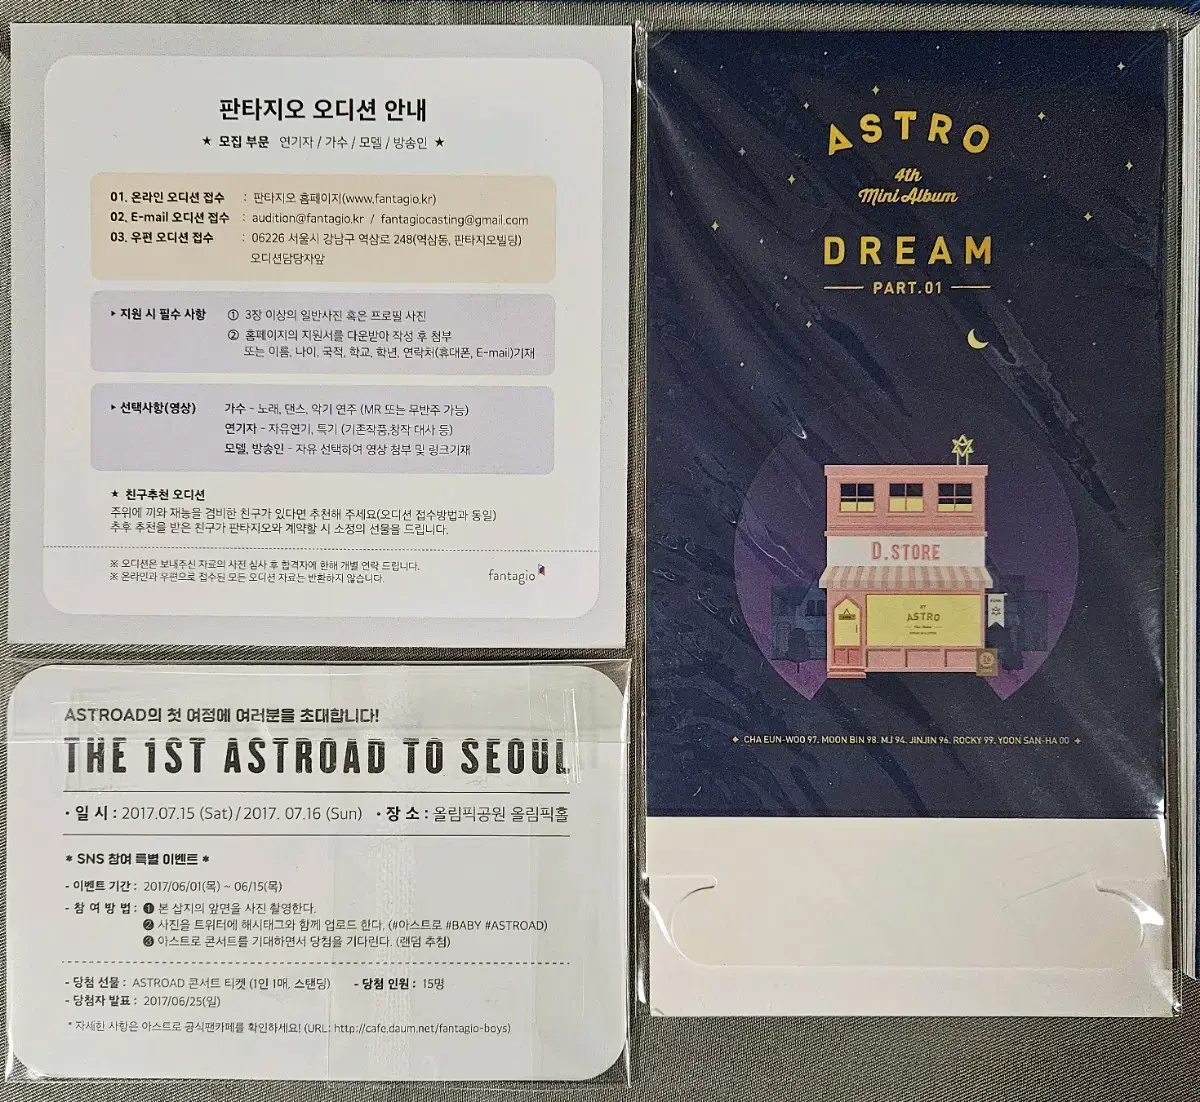 판타지오 오디션 안내
★ 모집 부문 연기자 / 가수 / 모델 / 방송인 ★
01. 온라인 오디션 접수 : 판타지오 홈페이지(www.fantagio.kr)
02. E-mail 오디션 접수 : audition@fantagio.kr / fantagiocasting@gmail.com
03. 우편 오디션 접수 : 06226 서울시 강남구 역삼로 248(역삼동, 판타지오빌딩)
오디션담당자앞
▸ 지원 시 필수 사항 ① 3장 이상의 일반사진 혹은 프로필 사진
② 홈페이지의 지원서를 다운받아 작성 후 첨부
또는 이름, 나이, 국적, 학교, 학년, 연락처(휴대폰, E-mail)기재
▸ 선택사항(영상) 가수 - 노래, 댄스, 악기 연주 (MR 또는 무반주 가능)
연기자 - 자유연기, 특기 (기존작품,창작 대사 등)
모델, 방송인 - 자유 선택하여 영상 첨부 및 링크기재
★ 친구추천 오디션
주위에 끼와 재능을 겸비한 친구가 있다면 추천해 주세요(오디션 접수방법과 동일)
추후 추천을 받은 친구가 판타지오와 계약할 시 소정의 선물을 드립니다.
※ 오디션은 보내주신 자료의 사전 심사 후 합격자에 한해 개별 연락 드립니다.
※ 온라인과 우편으로 접수된 모든 오디션 자료는 반환하지 않습니다.
fantagio
ASTROAD의 첫 여정에 여러분을 초대합니다!
THE 1ST ASTROAD TO SEOUL
• 일 시 : 2017.07.15 (Sat) / 2017. 07.16 (Sun) • 장 소 : 올림픽공원 올림픽홀
* SNS 참여 특별 이벤트 *
- 이벤트 기간 : 2017/06/01(목) ~ 06/15(목)
- 참 여 방 법 : ❶ 본 삽지의 앞면을 사진 촬영한다.
❷ 사진을 트위터에 해시태그와 함께 업로드 한다. (#아스트로 #BABY #ASTROAD)
❸ 아스트로 콘서트를 기대하면서 당첨을 기다린다. (랜덤 추첨)
- 당첨 선물 : ASTROAD 콘서트 티켓 (1인 1매, 스탠딩) - 당첨 인원 : 15명
- 당첨자 발표 : 2017/06/25(일)
* 자세한 사항은 아스트로 공식팬카페를 확인하세요! (URL: http://cafe.daum.net/fantagio-boys)
ASTRO
4th
Mini Album
DREAM
PART.01
D.STORE
ASTRO
CHA EUN-WOO 97. MOON BIN 98. MJ 94. JINJIN 96. ROCKY 99. YOON SAN-HA 00